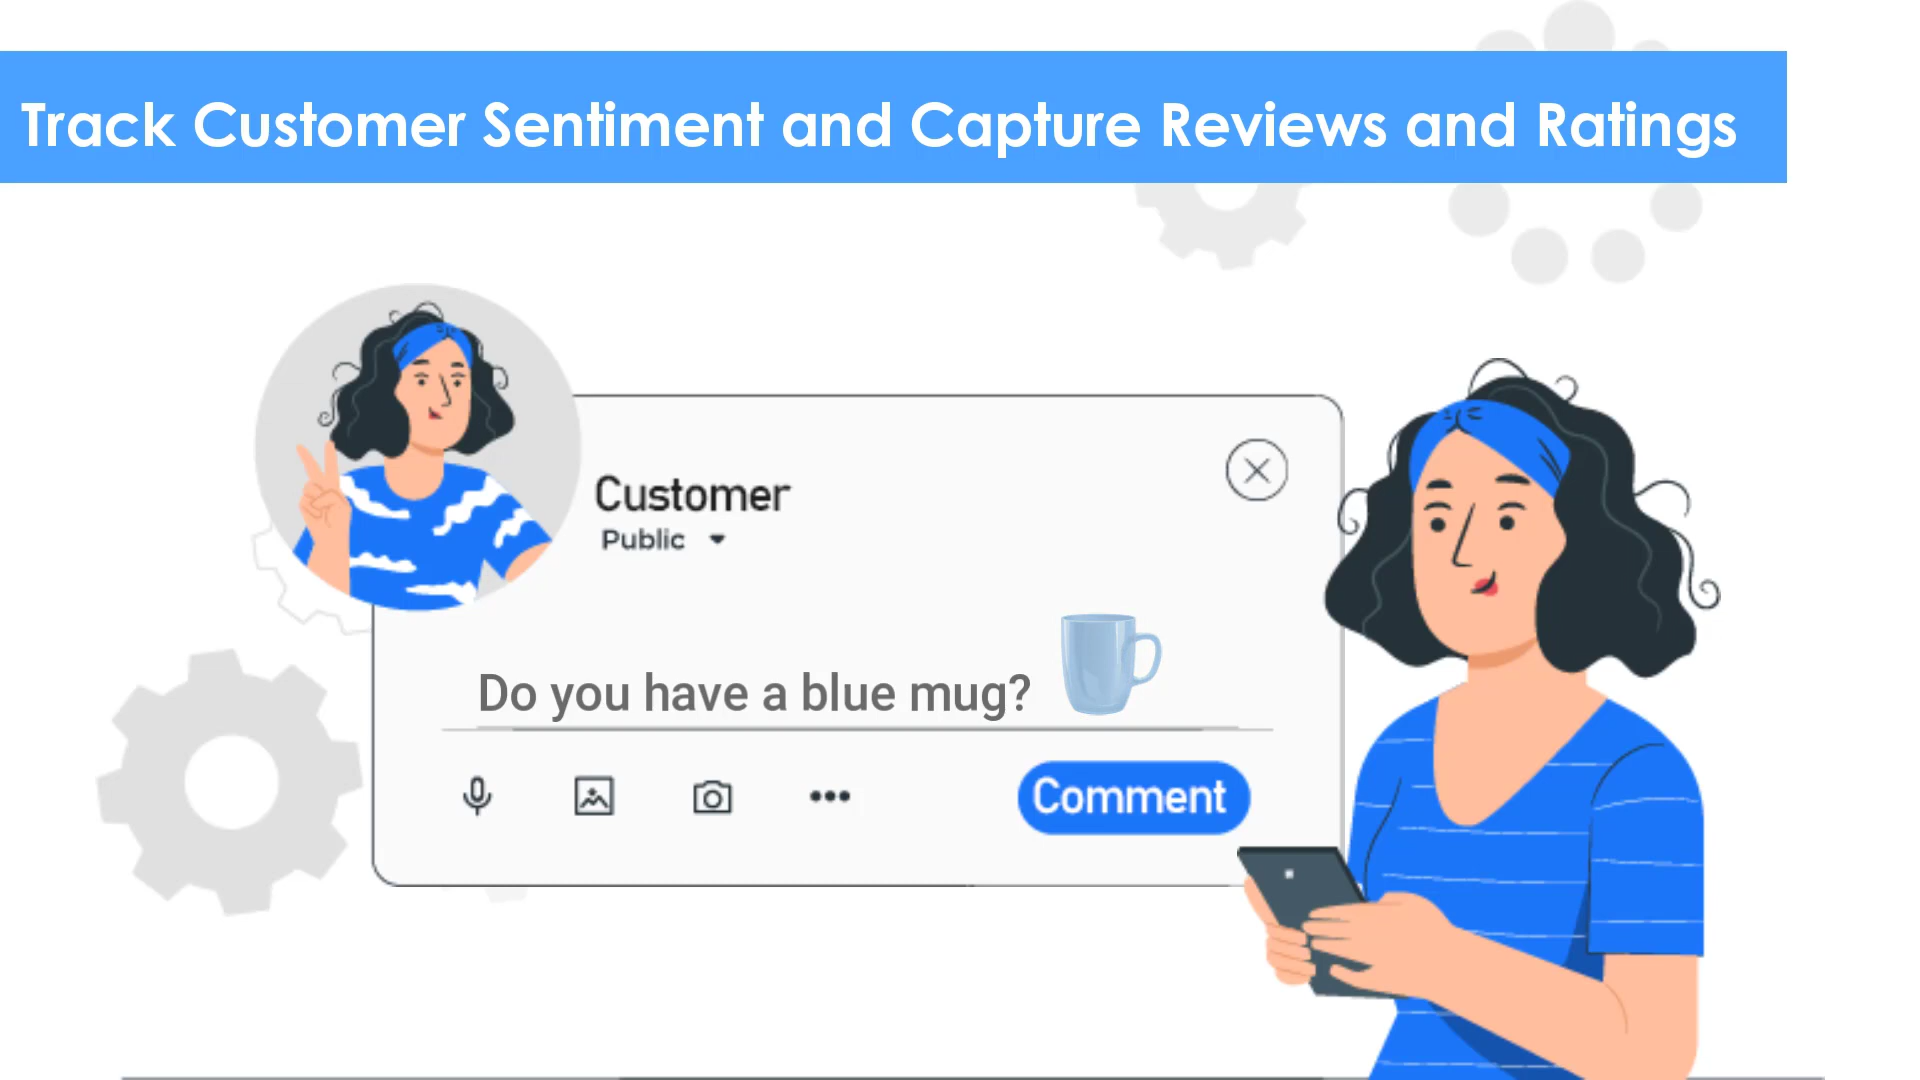 Track Customer Sentiment and Capture Reviews and Ratings
Customer
Public
Do you have a blue mug?
Comment